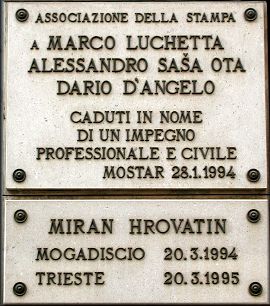 ASSOCIAZIONE DELLA STAMPA
A MARCO LUCHETTA
ALESSANDRO SAŠA OTA
DARIO D'ANGELO
CADUTI IN NOME
DI UN IMPEGNO
PROFESSIONALE E CIVILE
MOSTAR 28.1.1994
MIRAN HROVATIN
MOGADISCIO 20.3.1994
TRIESTE 20.3.1995